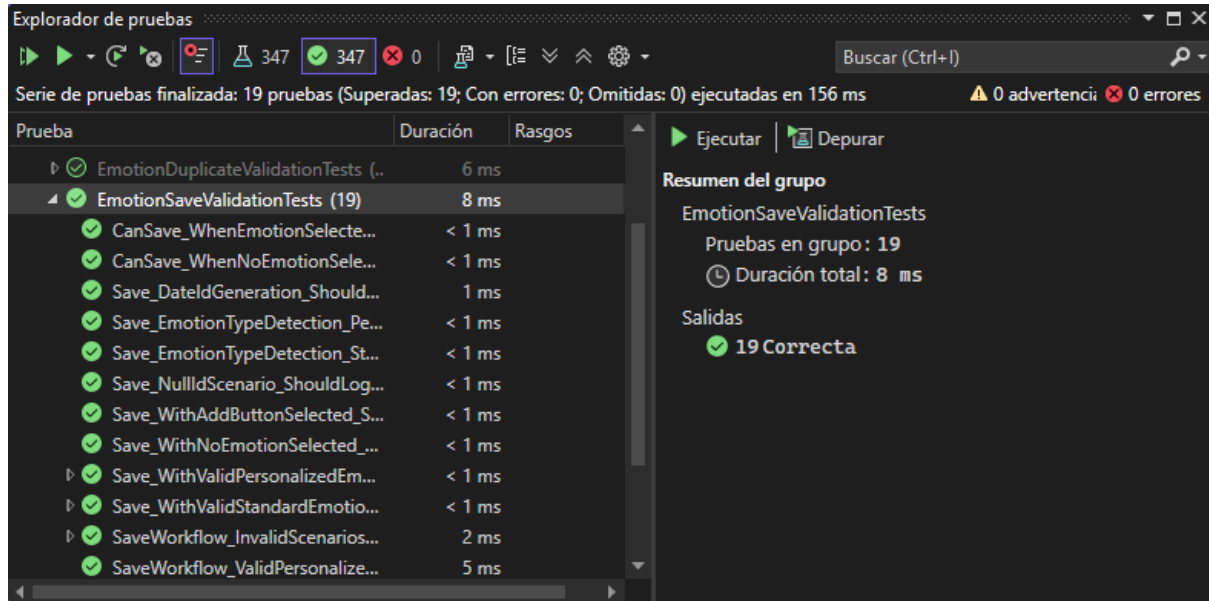 Explorador de pruebas
347 347 0 Buscar (Ctrl+I)
Serie de pruebas finalizada: 19 pruebas (Superadas: 19; Con errores: 0; Omitidas: 0) ejecutadas en 156 ms 0 advertencia 0 errores
Prueba Duración Rasgos
EmotionDuplicateValidationTests (.. 6 ms
EmotionSaveValidationTests (19) 8 ms
CanSave_WhenEmotionSelecte... < 1 ms
CanSave_WhenNoEmotionSele... < 1 ms
Save_DateIdGeneration_Should... 1 ms
Save_EmotionTypeDetection_Pe... < 1 ms
Save_EmotionTypeDetection_St... < 1 ms
Save_NullIdScenario_ShouldLog... < 1 ms
Save_WithAddButtonSelected_S... < 1 ms
Save_WithNoEmotionSelected_... < 1 ms
Save_WithValidPersonalizedEm... < 1 ms
Save_WithValidStandardEmotio... < 1 ms
SaveWorkflow_InvalidScenarios... 2 ms
SaveWorkflow_ValidPersonalize... 5 ms
Ejecutar Depurar
Resumen del grupo
EmotionSaveValidationTests
Pruebas en grupo: 19
Duración total: 8 ms
Salidas
19 Correcta